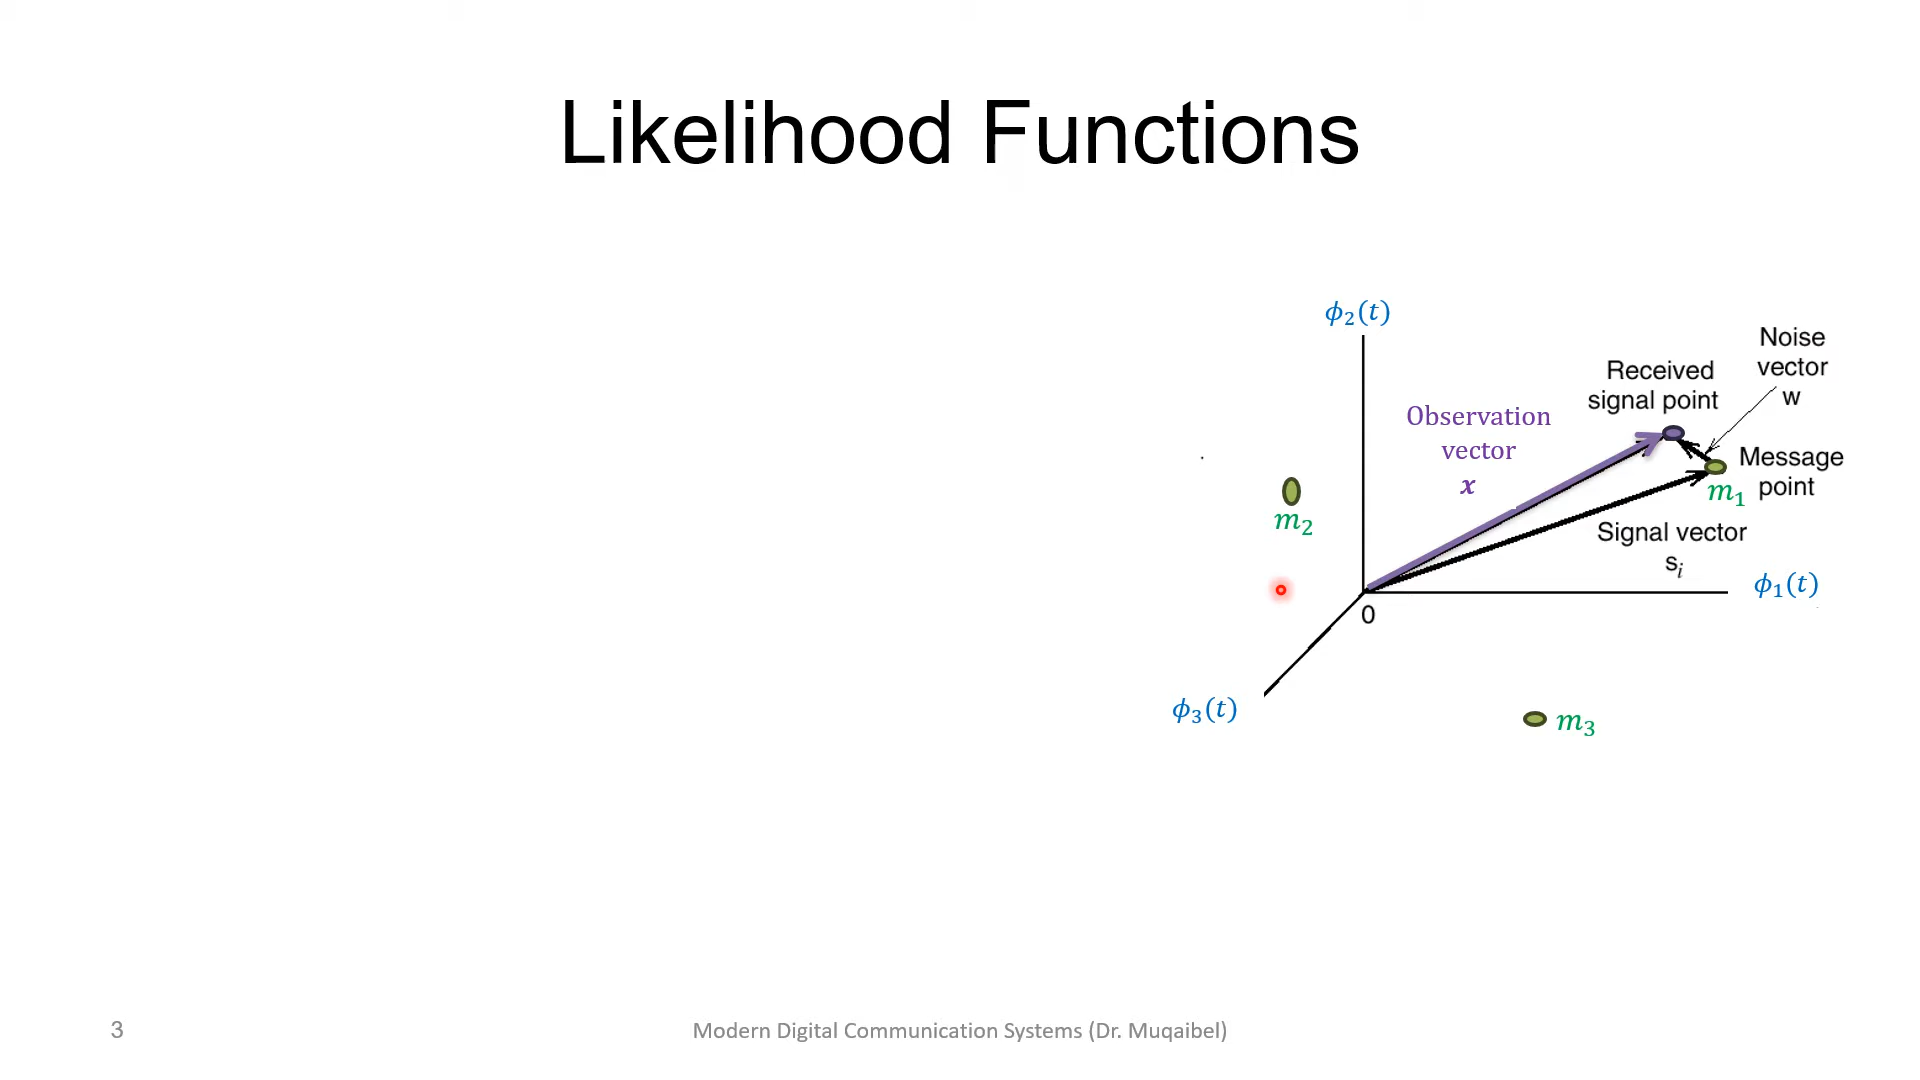 Likelihood Functions
ϕ₂(t)
Noise
vector
w
Received
signal point
Observation
vector
x
Message
point
m₁
m₂
Signal vector
sᵢ
ϕ₁(t)
0
ϕ₃(t)
m₃
3
Modern Digital Communication Systems (Dr. Muqaibel)